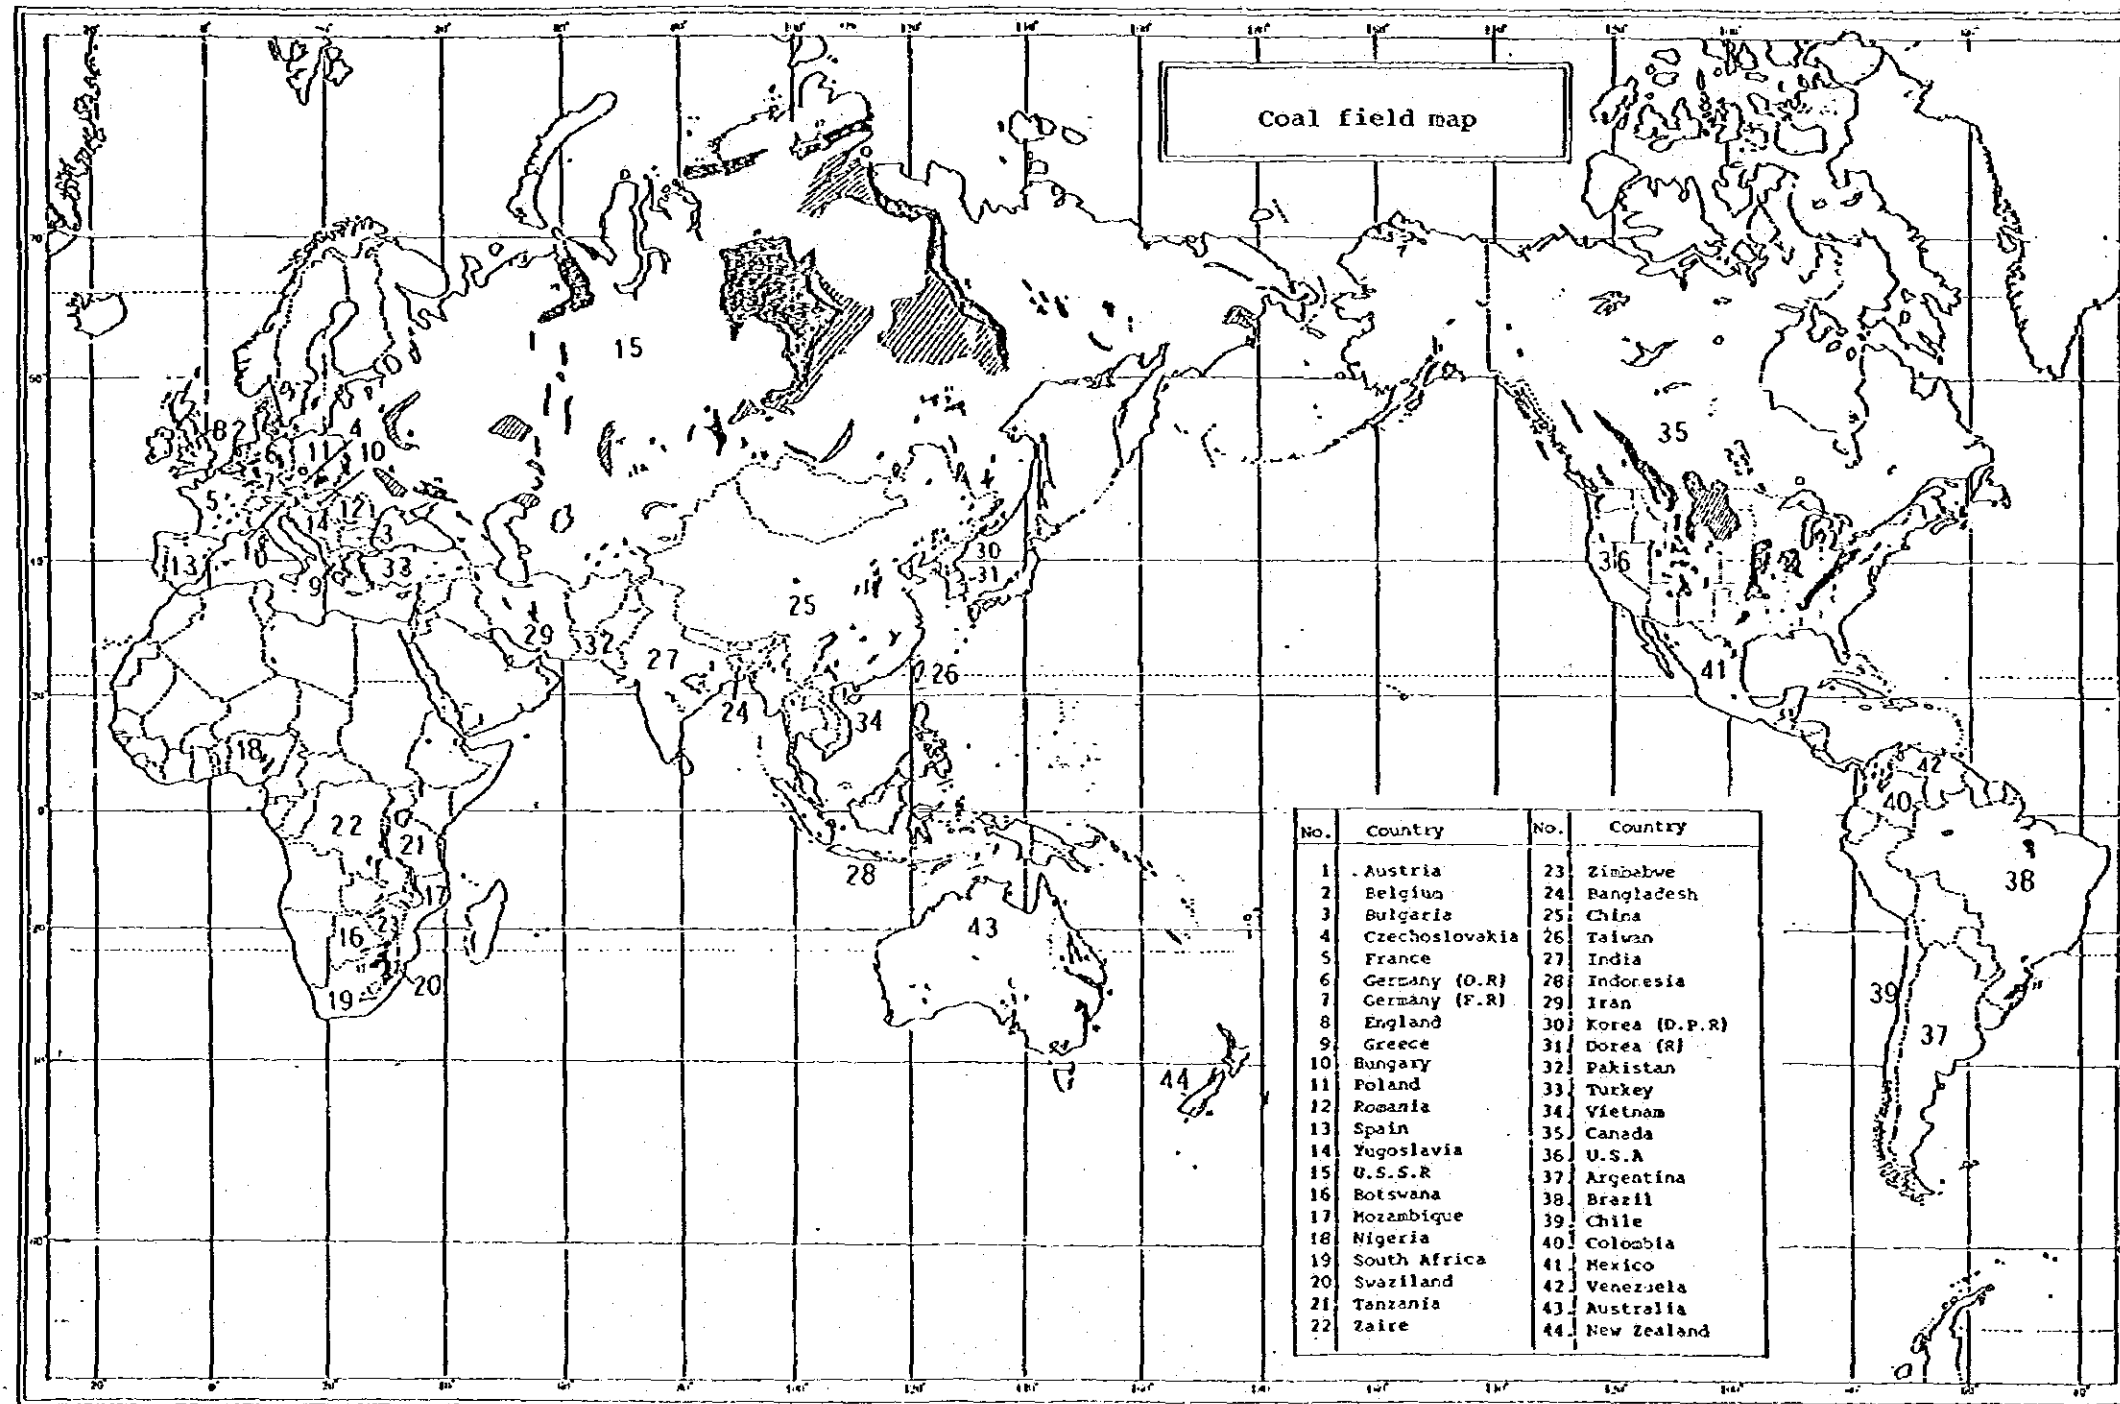 Coal field map
15
35
8
2
4
6
11
10
7
5
12
14
3
13
10
9
33
36
30
31
25
29
32
27
26
41
24
34
18
42
40
22
21
28
38
17
23
16
43
19
20
39
37
44
No. Country No. Country
1 Austria 23 Zimbabwe
2 Belgium 24 Bangladesh
3 Bulgaria 25 China
4 Czechoslovakia 26 Taiwan
5 France 27 India
6 Germany (D.R) 28 Indonesia
7 Germany (F.R) 29 Iran
8 England 30 Korea (D.P.R)
9 Greece 31 Dorea (R)
10 Bungary 32 Pakistan
11 Poland 33 Turkey
12 Romania 34 Vietnam
13 Spain 35 Canada
14 Yugoslavia 36 U.S.A
15 U.S.S.R 37 Argentina
16 Botswana 38 Brazil
17 Mozambique 39 Chile
18 Nigeria 40 Colombia
19 South Africa 41 Mexico
20 Swaziland 42 Venezuela
21 Tanzania 43 Australia
22 Zaire 44 New Zealand